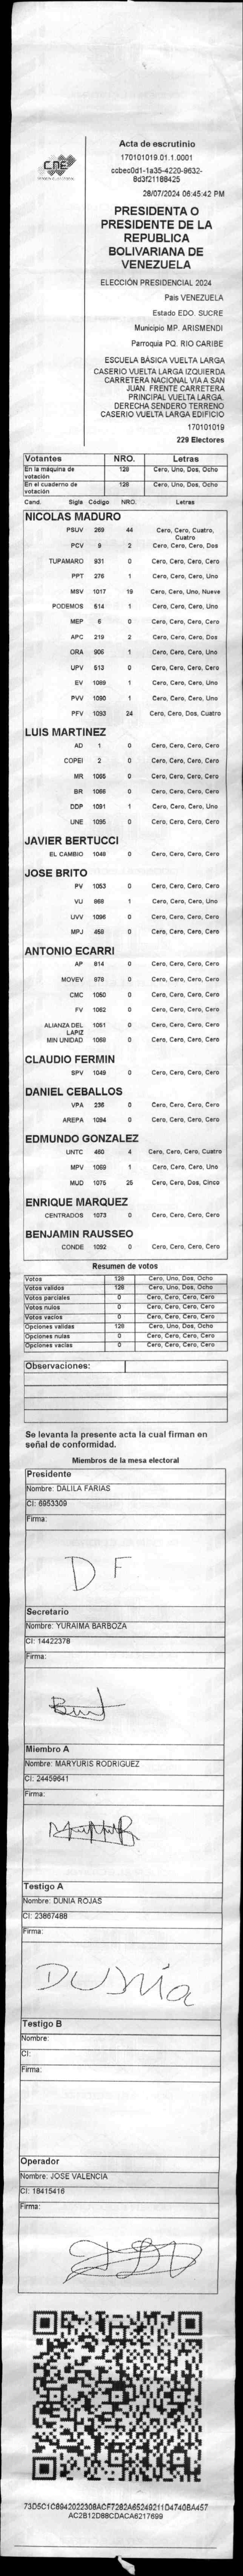 CNE
PODER ELECTORAL
Acta de escrutinio
170101019.01.1.0001
ccbec0d1-1a35-4220-9632-
8d3f21188425
28/07/2024 06:45:42 PM
PRESIDENTA O
PRESIDENTE DE LA
REPUBLICA
BOLIVARIANA DE
VENEZUELA
ELECCIÓN PRESIDENCIAL 2024
Pais VENEZUELA
Estado EDO. SUCRE
Municipio MP. ARISMENDI
Parroquia PQ. RIO CARIBE
ESCUELA BÁSICA VUELTA LARGA
CASERIO VUELTA LARGA IZQUIERDA
CARRETERA NACIONAL VIA A SAN
JUAN. FRENTE CARRETERA
PRINCIPAL VUELTA LARGA.
DERECHA SENDERO TERRENO
CASERIO VUELTA LARGA EDIFICIO
170101019
229 Electores
Votantes NRO. Letras
En la máquina de votación 128 Cero, Uno, Dos, Ocho
En el cuaderno de votación 128 Cero, Uno, Dos, Ocho
Cand. Sigla Código NRO. Letras
NICOLAS MADURO
PSUV 269 44 Cero, Cero, Cuatro, Cuatro
PCV 9 2 Cero, Cero, Cero, Dos
TUPAMARO 931 0 Cero, Cero, Cero, Cero
PPT 276 1 Cero, Cero, Cero, Uno
MSV 1017 19 Cero, Cero, Uno, Nueve
PODEMOS 514 1 Cero, Cero, Cero, Uno
MEP 6 0 Cero, Cero, Cero, Cero
APC 219 2 Cero, Cero, Cero, Dos
ORA 906 1 Cero, Cero, Cero, Uno
UPV 513 0 Cero, Cero, Cero, Cero
EV 1089 1 Cero, Cero, Cero, Uno
PVV 1090 1 Cero, Cero, Cero, Uno
PFV 1093 24 Cero, Cero, Dos, Cuatro
LUIS MARTINEZ
AD 1 0 Cero, Cero, Cero, Cero
COPEI 2 0 Cero, Cero, Cero, Cero
MR 1065 0 Cero, Cero, Cero, Cero
BR 1066 0 Cero, Cero, Cero, Cero
DDP 1091 1 Cero, Cero, Cero, Uno
UNE 1095 0 Cero, Cero, Cero, Cero
JAVIER BERTUCCI
EL CAMBIO 1048 0 Cero, Cero, Cero, Cero
JOSE BRITO
PV 1053 0 Cero, Cero, Cero, Cero
VU 868 1 Cero, Cero, Cero, Uno
UVV 1096 0 Cero, Cero, Cero, Cero
MPJ 458 0 Cero, Cero, Cero, Cero
ANTONIO ECARRI
AP 814 0 Cero, Cero, Cero, Cero
MOVEV 878 0 Cero, Cero, Cero, Cero
CMC 1050 0 Cero, Cero, Cero, Cero
FV 1062 0 Cero, Cero, Cero, Cero
ALIANZA DEL LAPIZ 1051 0 Cero, Cero, Cero, Cero
MIN UNIDAD 1058 0 Cero, Cero, Cero, Cero
CLAUDIO FERMIN
SPV 1049 0 Cero, Cero, Cero, Cero
DANIEL CEBALLOS
VPA 236 0 Cero, Cero, Cero, Cero
AREPA 1094 0 Cero, Cero, Cero, Cero
EDMUNDO GONZALEZ
UNTC 460 4 Cero, Cero, Cero, Cuatro
MPV 1069 1 Cero, Cero, Cero, Uno
MUD 1075 25 Cero, Cero, Dos, Cinco
ENRIQUE MARQUEZ
CENTRADOS 1073 0 Cero, Cero, Cero, Cero
BENJAMIN RAUSSEO
CONDE 1092 0 Cero, Cero, Cero, Cero
Resumen de votos
Votos 128 Cero, Uno, Dos, Ocho
Votos validos 128 Cero, Uno, Dos, Ocho
Votos parciales 0 Cero, Cero, Cero, Cero
Votos nulos 0 Cero, Cero, Cero, Cero
Votos vacíos 0 Cero, Cero, Cero, Cero
Opciones validas 128 Cero, Uno, Dos, Ocho
Opciones nulas 0 Cero, Cero, Cero, Cero
Opciones vacías 0 Cero, Cero, Cero, Cero
Observaciones:
Se levanta la presente acta la cual firman en
señal de conformidad.
Miembros de la mesa electoral
Presidente
Nombre: DALILA FARIAS
CI: 6953309
Firma:
DF
Secretario
Nombre: YURAIMA BARBOZA
CI: 14422378
Firma:
Miembro A
Nombre: MARYURIS RODRIGUEZ
CI: 24459641
Firma:
Testigo A
Nombre: DUNIA ROJAS
CI: 23867488
Firma:
DUNia
Testigo B
Nombre:
CI:
Firma:
Operador
Nombre: JOSE VALENCIA
CI: 18415416
Firma:
73D5C1C8942022308ACF7282A65249211D4740BA457
AC2B12D88CDACA6217699